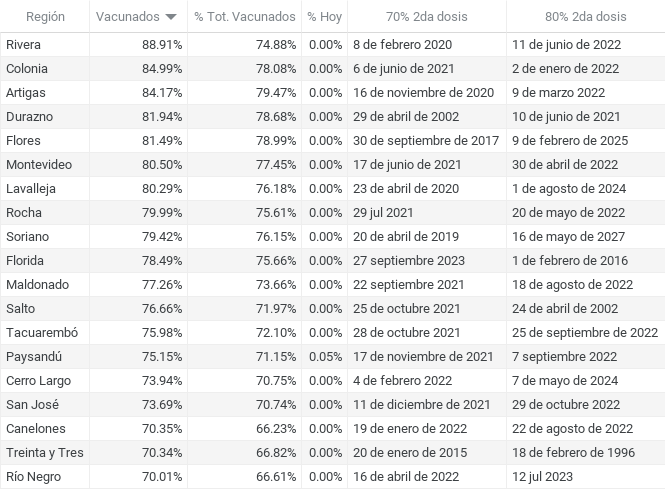 Región Vacunados % Tot. Vacunados % Hoy 70% 2da dosis 80% 2da dosis
Rivera 88.91% 74.88% 0.00% 8 de febrero 2020 11 de junio de 2022
Colonia 84.99% 78.08% 0.00% 6 de junio de 2021 2 de enero de 2022
Artigas 84.17% 79.47% 0.00% 16 de noviembre de 2020 9 de marzo 2022
Durazno 81.94% 78.68% 0.00% 29 de abril de 2002 10 de junio de 2021
Flores 81.49% 78.99% 0.00% 30 de septiembre de 2017 9 de febrero de 2025
Montevideo 80.50% 77.45% 0.00% 17 de junio de 2021 30 de abril de 2022
Lavalleja 80.29% 76.18% 0.00% 23 de abril de 2020 1 de agosto de 2024
Rocha 79.99% 75.61% 0.00% 29 jul 2021 20 de mayo de 2022
Soriano 79.42% 76.15% 0.00% 20 de abril de 2019 16 de mayo de 2027
Florida 78.49% 75.66% 0.00% 27 septiembre 2023 1 de febrero de 2016
Maldonado 77.26% 73.66% 0.00% 22 septiembre 2021 18 de agosto de 2022
Salto 76.66% 71.97% 0.00% 25 de octubre 2021 24 de abril de 2002
Tacuarembó 75.98% 72.10% 0.00% 28 de octubre 2021 25 de septiembre de 2022
Paysandú 75.15% 71.15% 0.05% 17 de noviembre de 2021 7 septiembre 2022
Cerro Largo 73.94% 70.75% 0.00% 4 de febrero 2022 7 de mayo de 2024
San José 73.69% 70.74% 0.00% 11 de diciembre de 2021 29 de octubre 2022
Canelones 70.35% 66.23% 0.00% 19 de enero de 2022 22 de agosto de 2022
Treinta y Tres 70.34% 66.82% 0.00% 20 de enero de 2015 18 de febrero de 1996
Río Negro 70.01% 66.61% 0.00% 16 de abril de 2022 12 jul 2023